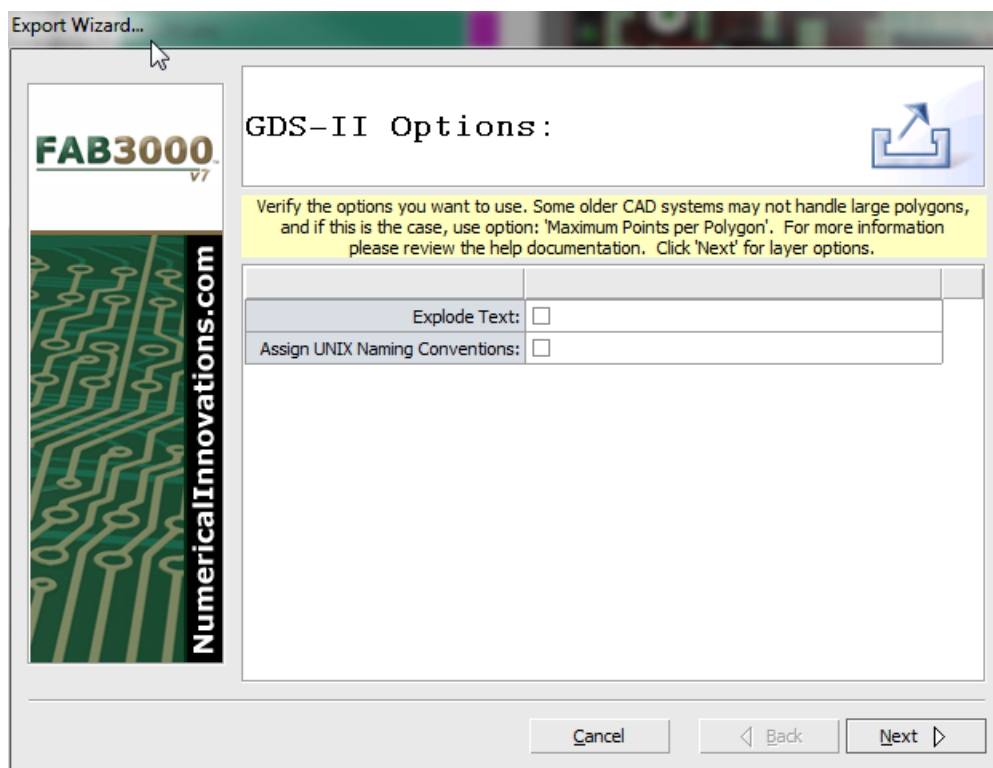 Export Wizard...
FAB3000
v7
NumericalInnovations.com
GDS-II Options:
Verify the options you want to use. Some older CAD systems may not handle large polygons,
and if this is the case, use option: 'Maximum Points per Polygon'. For more information
please review the help documentation. Click 'Next' for layer options.
Explode Text:
Assign UNIX Naming Conventions:
Cancel
Back
Next